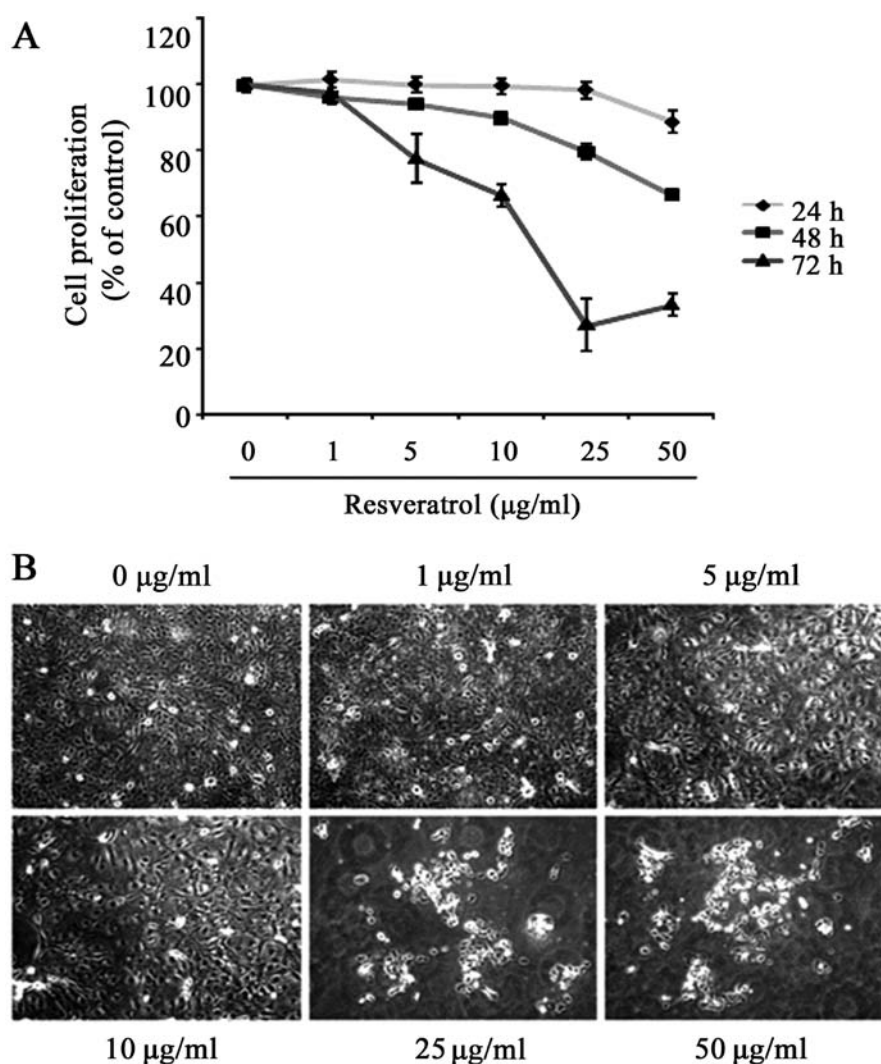 A
Cell proliferation
(% of control)
120
100
80
60
40
20
0
0 1 5 10 25 50
Resveratrol (µg/ml)
24 h
48 h
72 h
B
0 µg/ml 1 µg/ml 5 µg/ml
10 µg/ml 25 µg/ml 50 µg/ml